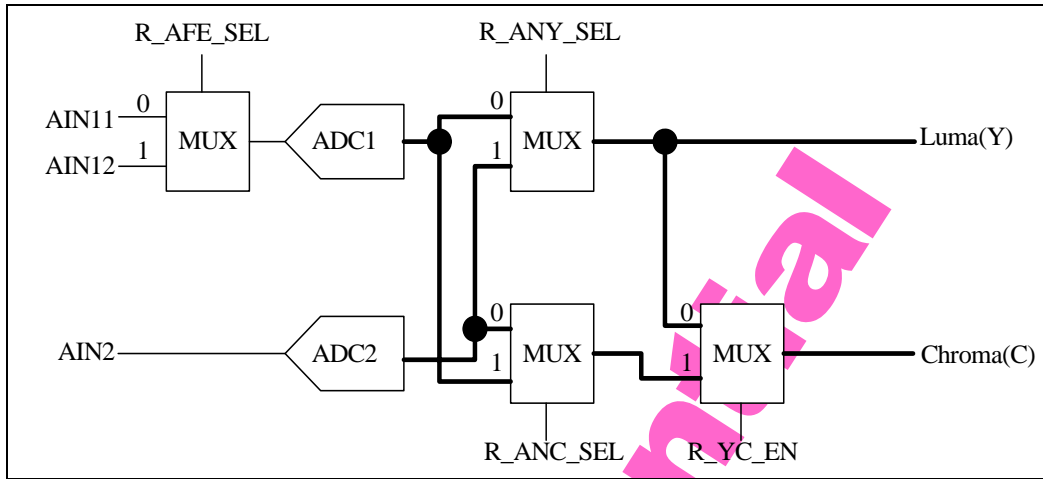 R_AFE_SEL
R_ANY_SEL
AIN11
0
MUX
ADC1
0
MUX
Luma(Y)
AIN12
1
1
AIN2
ADC2
0
MUX
0
MUX
Chroma(C)
1
1
R_ANC_SEL
R_YC_EN
ntial